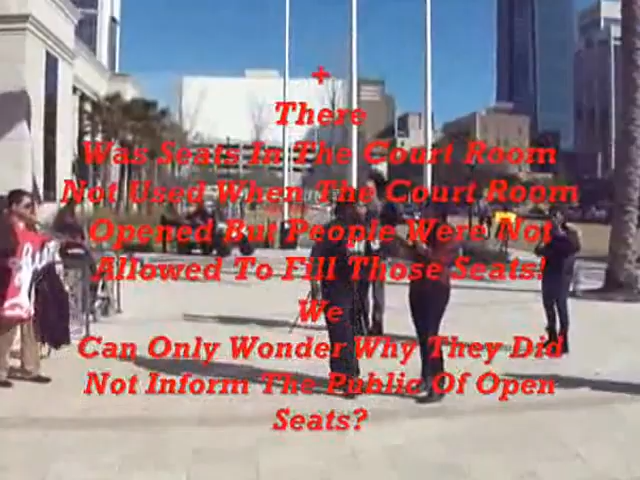 +
There
Was Seats In The Court Room
Not Used When The Court Room
Opened But People Were Not
Allowed To Fill Those Seats!
We
Can Only Wonder Why They Did
Not Inform The Public Of Open
Seats?